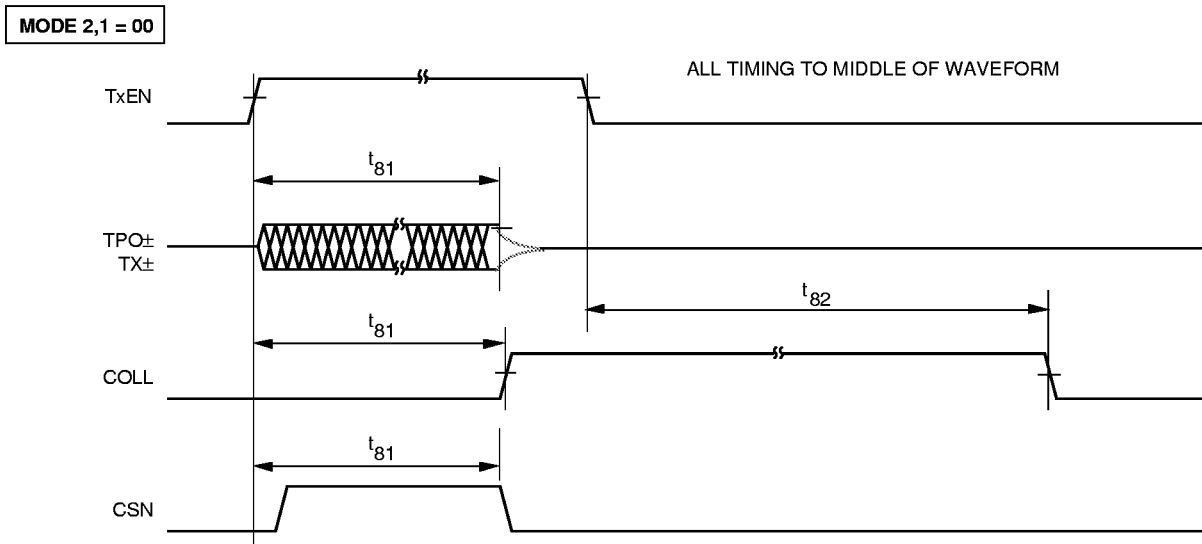 MODE 2,1 = 00
ALL TIMING TO MIDDLE OF WAVEFORM
TxEN
t81
TPO±
TX±
t82
t81
COLL
t81
CSN